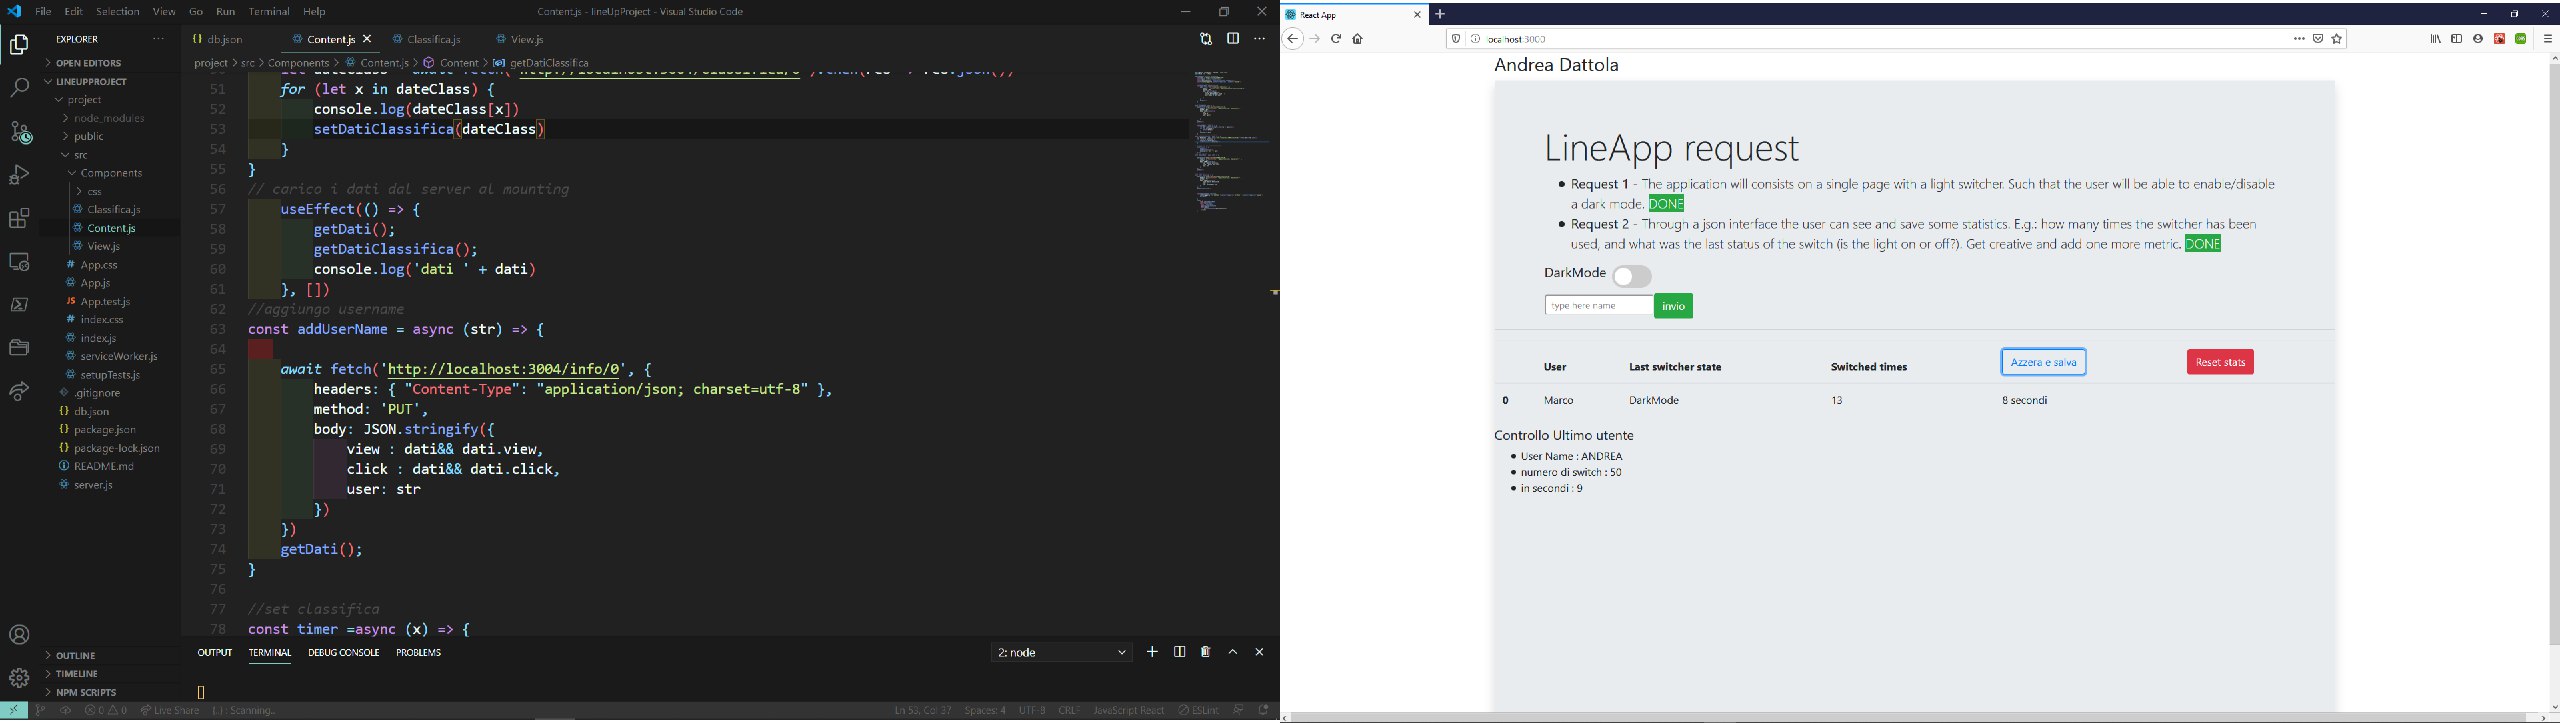 File Edit Selection View Go Run Terminal Help
Content.js - lineUpProject - Visual Studio Code
EXPLORER
OPEN EDITORS
LINEUPPROJECT
project
node_modules
public
src
Components
css
Classifica.js
Content.js
View.js
App.css
App.js
App.test.js
index.css
index.js
serviceWorker.js
setupTests.js
.gitignore
db.json
package.json
package-lock.json
README.md
server.js
OUTLINE
TIMELINE
NPM SCRIPTS
db.json Content.js Classifica.js View.js
project > src > Components > Content.js > Content > getDatiClassifica
51 for (let x in dateClass) {
52 console.log(dateClass[x])
53 setDatiClassifica(dateClass)
54 }
55 }
56 // carico i dati dal server al mounting
57 useEffect(() => {
58 getDati();
59 getDatiClassifica();
60 console.log('dati ' + dati)
61 }, [])
62 //aggiungo username
63 const addUserName = async (str) => {
64
65 await fetch('http://localhost:3004/info/0', {
66 headers: { "Content-Type": "application/json; charset=utf-8" },
67 method: 'PUT',
68 body: JSON.stringify({
69 view : dati&& dati.view,
70 click : dati&& dati.click,
71 user: str
72 })
73 })
74 getDati();
75 }
76
77 //set classifica
78 const timer =async (x) => {
OUTPUT TERMINAL DEBUG CONSOLE PROBLEMS
2: node
0 0 Live Share {..} : Scanning..
Ln 53, Col 37 Spaces: 4 UTF-8 CRLF JavaScript React ESLint
React App
localhost:3000
Andrea Dattola
LineApp request
Request 1 - The application will consists on a single page with a light switcher. Such that the user will be able to enable/disable
a dark mode. DONE
Request 2 - Through a json interface the user can see and save some statistics. E.g.: how many times the switcher has been
used, and what was the last status of the switch (is the light on or off?). Get creative and add one more metric. DONE
DarkMode
type here name invio
User Last switcher state Switched times Azzera e salva Reset stats
0 Marco DarkMode 13 8 secondi
Controllo Ultimo utente
User Name : ANDREA
numero di switch : 50
in secondi : 9